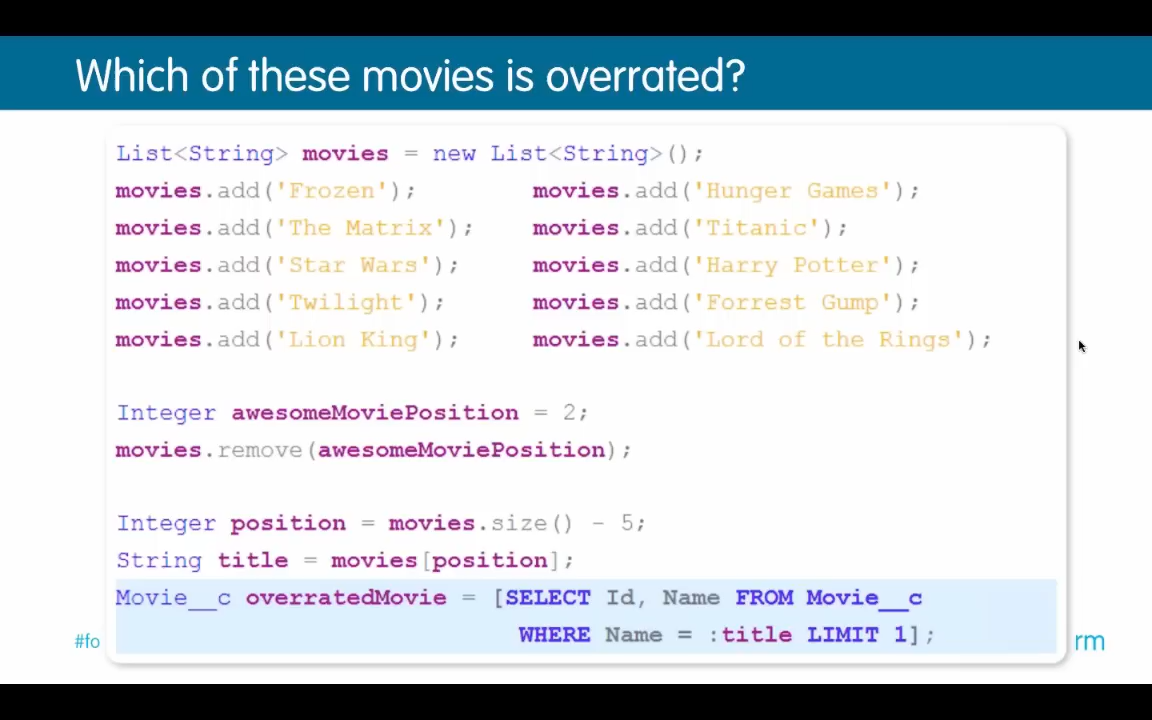 Which of these movies is overrated?
List<String> movies = new List<String>();
movies.add('Frozen'); movies.add('Hunger Games');
movies.add('The Matrix'); movies.add('Titanic');
movies.add('Star Wars'); movies.add('Harry Potter');
movies.add('Twilight'); movies.add('Forrest Gump');
movies.add('Lion King'); movies.add('Lord of the Rings');
Integer awesomeMoviePosition = 2;
movies.remove(awesomeMoviePosition);
Integer position = movies.size() - 5;
String title = movies[position];
Movie__c overratedMovie = [SELECT Id, Name FROM Movie__c
WHERE Name = :title LIMIT 1];
#fo rm